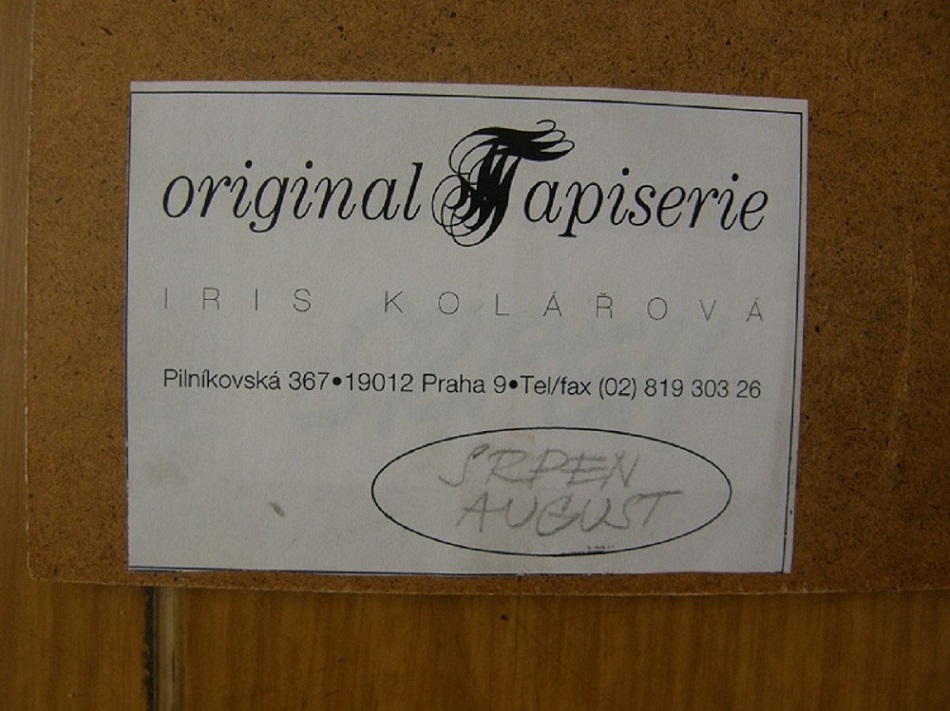 original Tapiserie
IRIS KOLÁŘOVÁ
Pilníkovská 367•19012 Praha 9•Tel/fax (02) 819 303 26
SRPEN
AUGUST